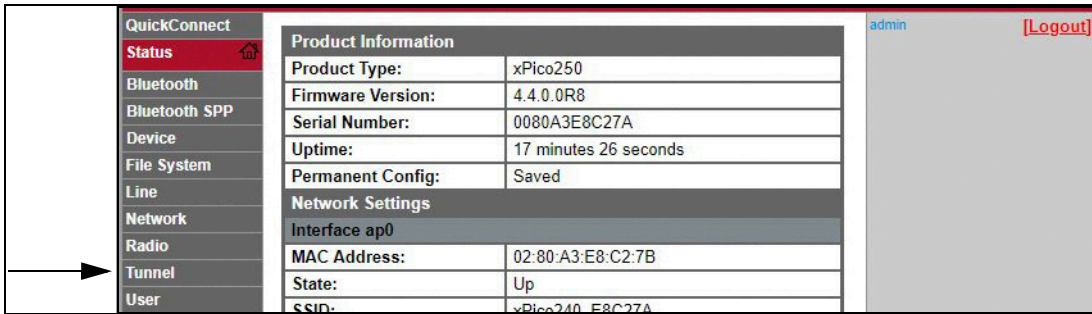 QuickConnect
Status
Bluetooth
Bluetooth SPP
Device
File System
Line
Network
Radio
Tunnel
User
Product Information
Product Type: xPico250
Firmware Version: 4.4.0.0R8
Serial Number: 0080A3E8C27A
Uptime: 17 minutes 26 seconds
Permanent Config: Saved
Network Settings
Interface ap0
MAC Address: 02:80:A3:E8:C2:7B
State: Up
SSID: xPico240_E8C27A
admin [Logout]